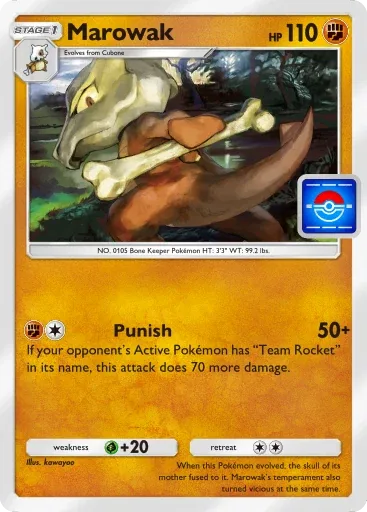 STAGE 1
Marowak
HP 110
Evolves from Cubone
NO. 0105 Bone Keeper Pokémon HT: 3'3" WT: 99.2 lbs.
Punish 50+
If your opponent's Active Pokémon has “Team Rocket”
in its name, this attack does 70 more damage.
weakness +20 retreat
Illus. kawayoo
When this Pokémon evolved, the skull of its
mother fused to it. Marowak's temperament also
turned vicious at the same time.